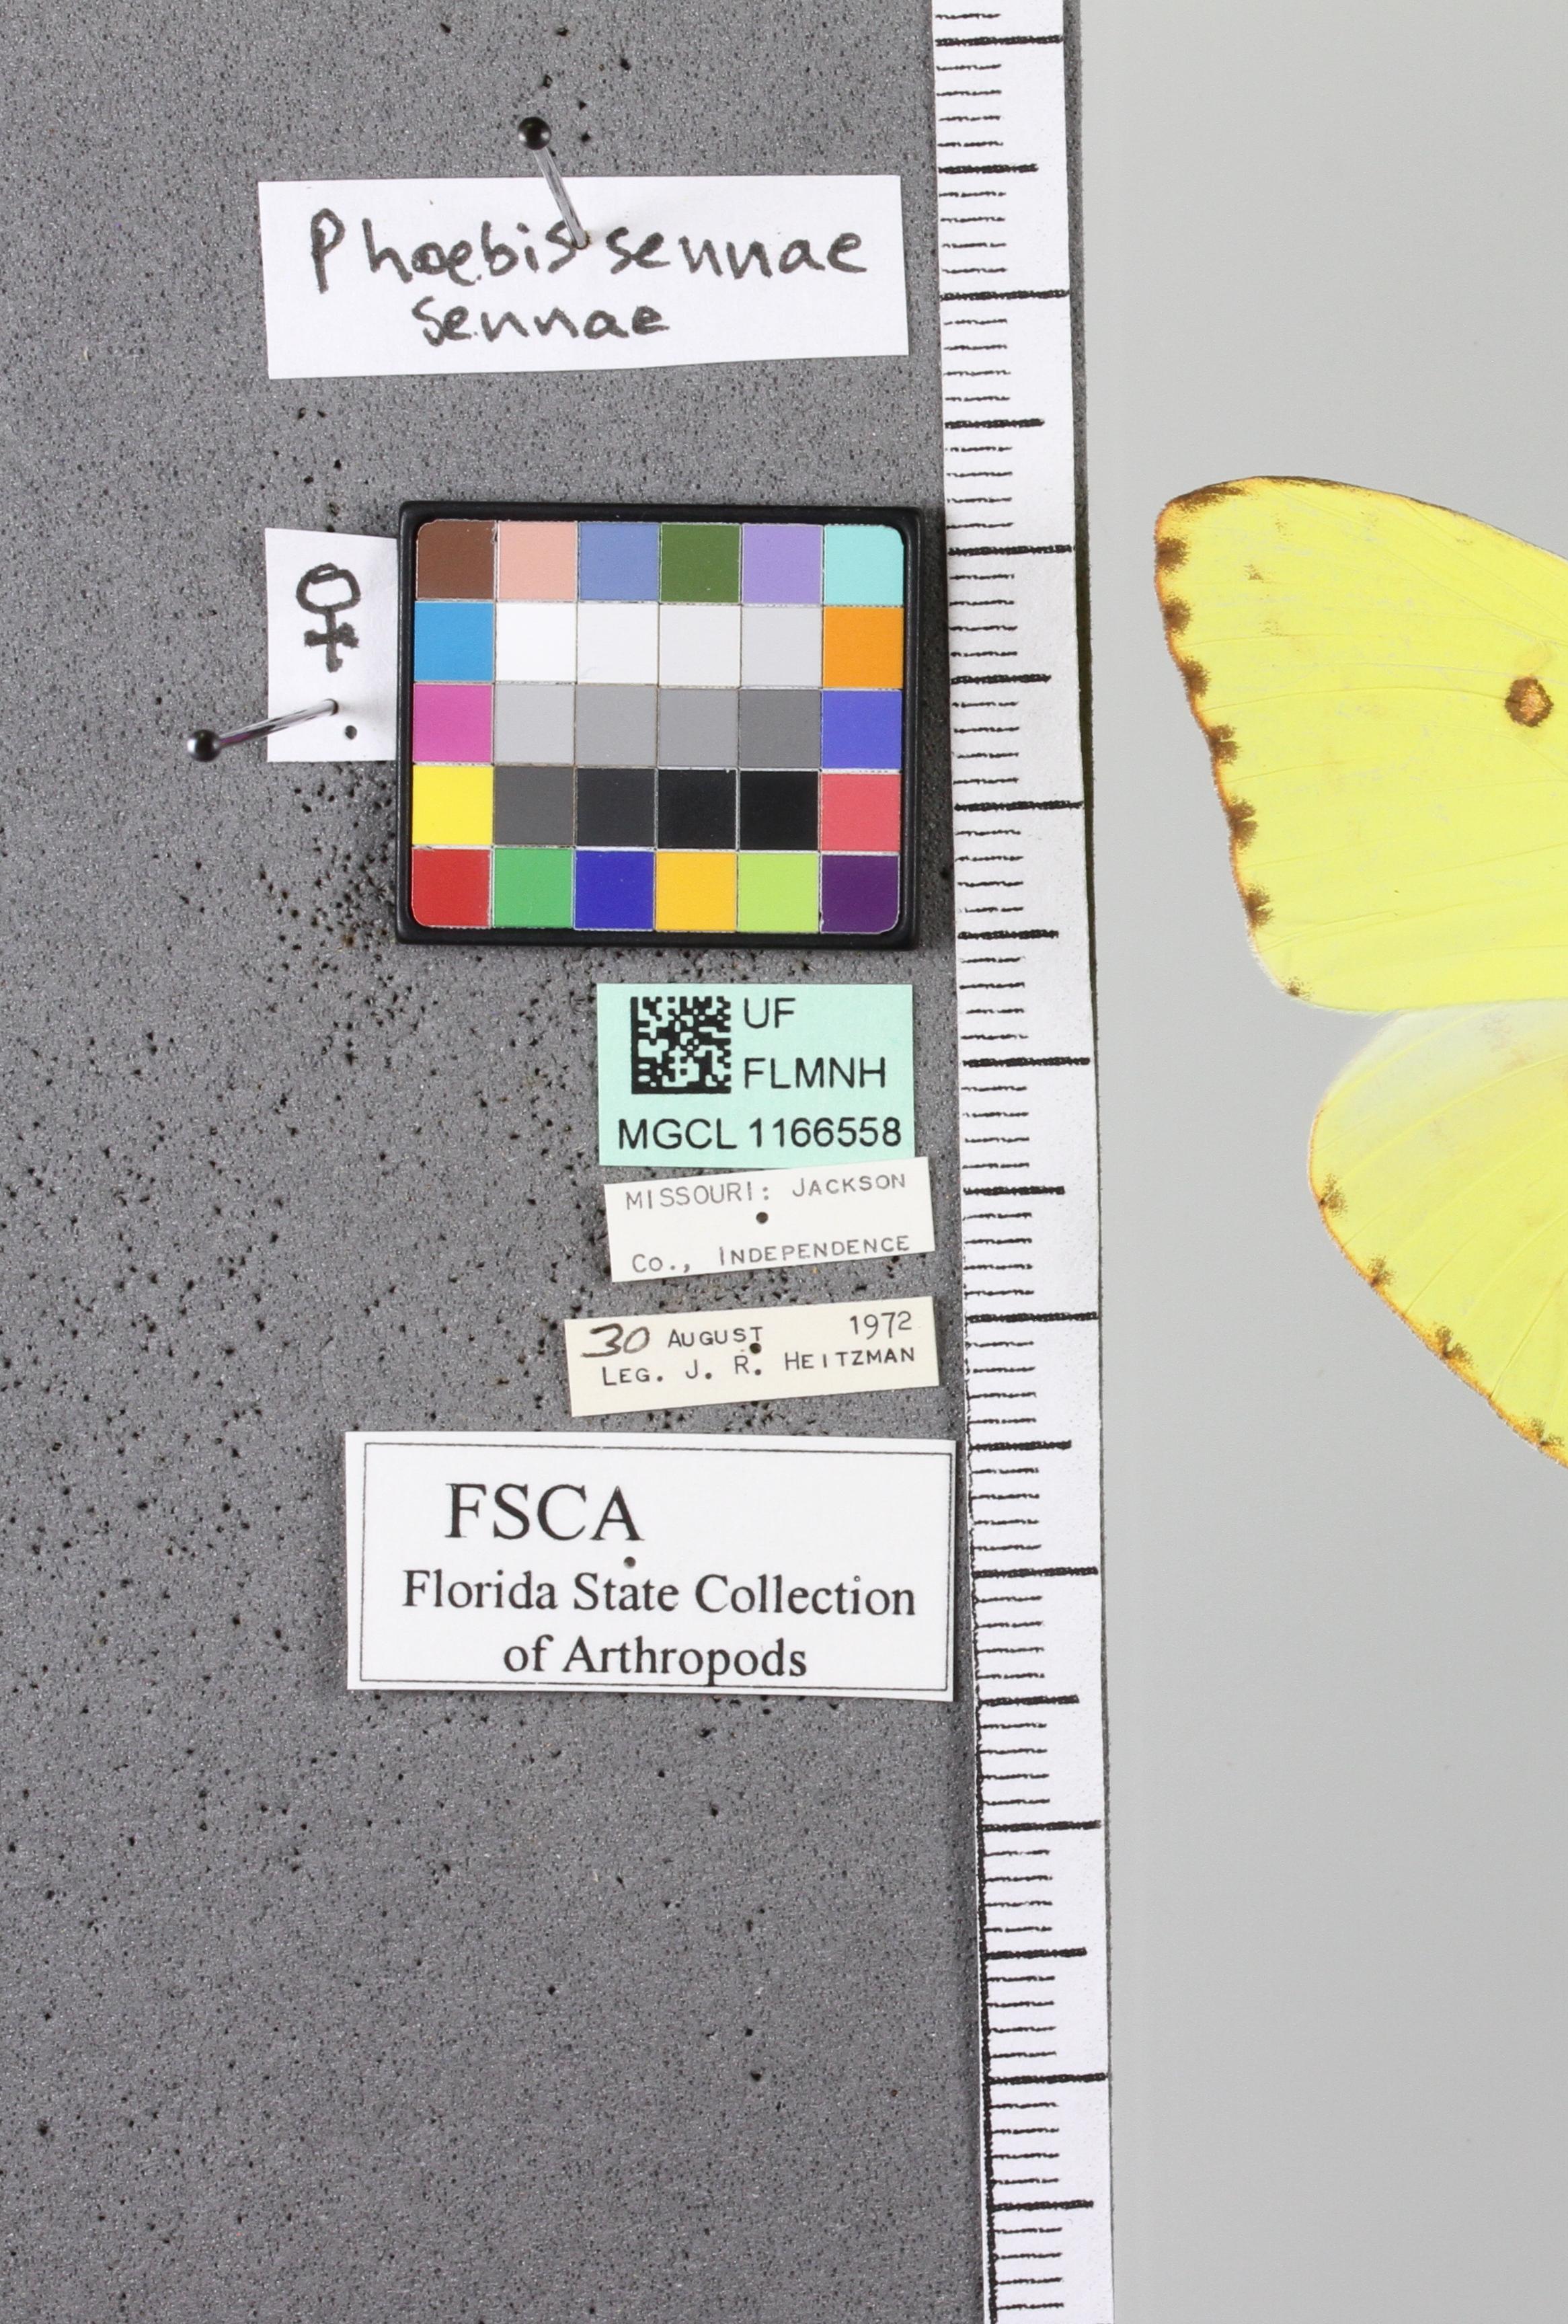 Phoebis sennae
sennae
♀
UF
FLMNH
MGCL 1166558
MISSOURI: JACKSON
CO., INDEPENDENCE
30 AUGUST 1972
LEG. J. R. HEITZMAN
FSCA
Florida State Collection
of Arthropods